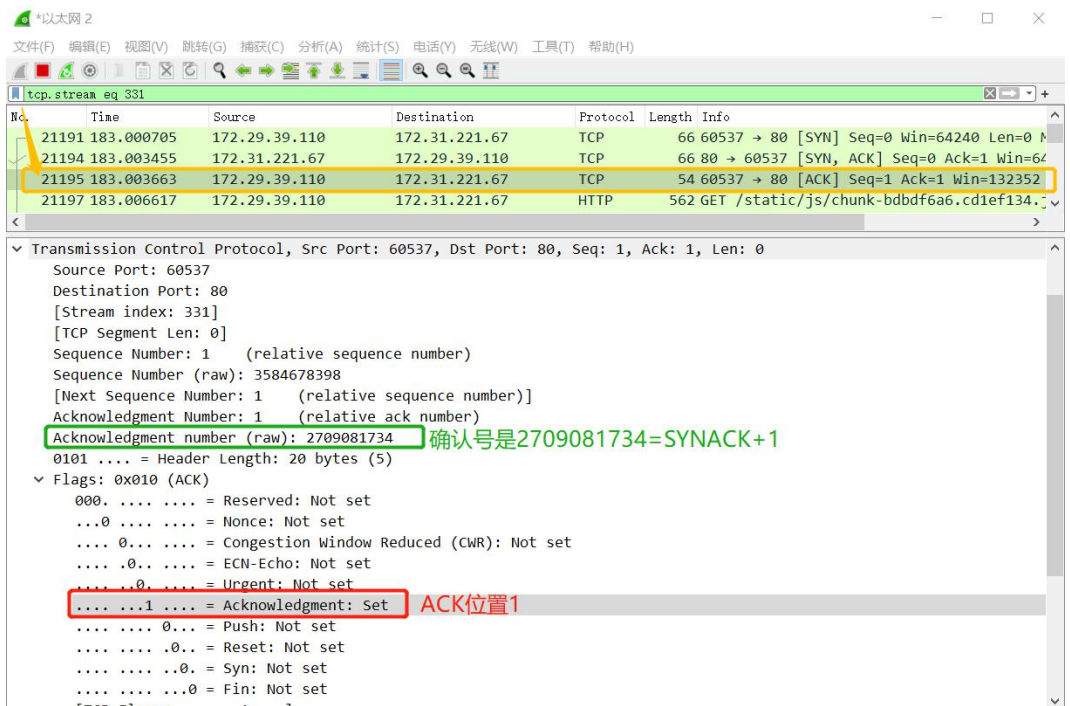 *以太网 2
文件(F) 编辑(E) 视图(V) 跳转(G) 捕获(C) 分析(A) 统计(S) 电话(Y) 无线(W) 工具(T) 帮助(H)
tcp.stream eq 331
No. Time Source Destination Protocol Length Info
21191 183.000705 172.29.39.110 172.31.221.67 TCP 66 60537 → 80 [SYN] Seq=0 Win=64240 Len=0
21194 183.003455 172.31.221.67 172.29.39.110 TCP 66 80 → 60537 [SYN, ACK] Seq=0 Ack=1 Win=64
21195 183.003663 172.29.39.110 172.31.221.67 TCP 54 60537 → 80 [ACK] Seq=1 Ack=1 Win=132352
21197 183.006617 172.29.39.110 172.31.221.67 HTTP 562 GET /static/js/chunk-bdbdf6a6.cd1ef134.
Transmission Control Protocol, Src Port: 60537, Dst Port: 80, Seq: 1, Ack: 1, Len: 0
Source Port: 60537
Destination Port: 80
[Stream index: 331]
[TCP Segment Len: 0]
Sequence Number: 1 (relative sequence number)
Sequence Number (raw): 3584678398
[Next Sequence Number: 1 (relative sequence number)]
Acknowledgment Number: 1 (relative ack number)
Acknowledgment number (raw): 2709081734 确认号是2709081734=SYNACK+1
0101 .... = Header Length: 20 bytes (5)
Flags: 0x010 (ACK)
000. .... .... = Reserved: Not set
...0 .... .... = Nonce: Not set
.... 0... .... = Congestion Window Reduced (CWR): Not set
.... .0.. .... = ECN-Echo: Not set
.... ..0. .... = Urgent: Not set
.... ...1 .... = Acknowledgment: Set ACK位置1
.... .... 0... = Push: Not set
.... .... .0.. = Reset: Not set
.... .... ..0. = Syn: Not set
.... .... ...0 = Fin: Not set